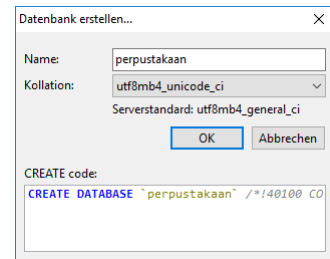 Datenbank erstellen...
Name: perpustakaan
Kollation: utf8mb4_unicode_ci
Serverstandard: utf8mb4_general_ci
OK Abbrechen
CREATE code:
CREATE DATABASE `perpustakaan` /*!40100 CO